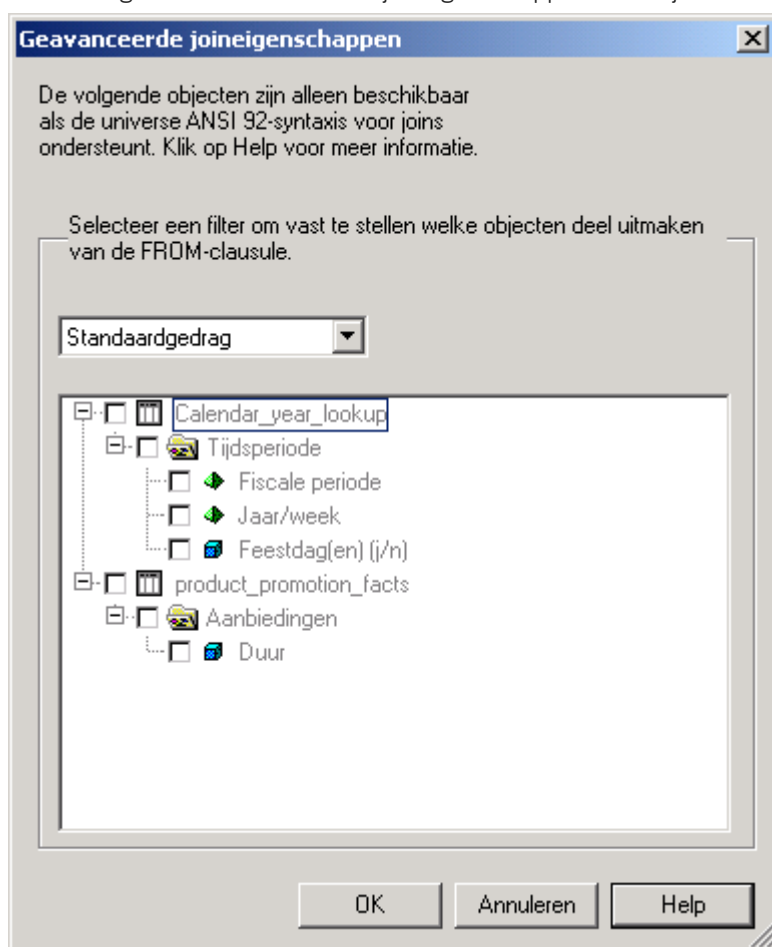 Geavanceerde joineigenschappen
De volgende objecten zijn alleen beschikbaar
als de universe ANSI 92-syntaxis voor joins
ondersteunt. Klik op Help voor meer informatie.
Selecteer een filter om vast te stellen welke objecten deel uitmaken
van de FROM-clausule.
Standaardgedrag
Calendar_year_lookup
Tijdsperiode
Fiscale periode
Jaar/week
Feestdag(en) (j/n)
product_promotion_facts
Aanbiedingen
Duur
OK
Annuleren
Help